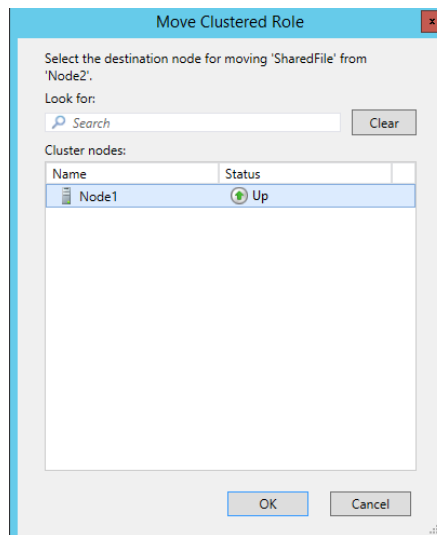 Move Clustered Role
x
Select the destination node for moving 'SharedFile' from
'Node2'.
Look for:
Search
Clear
Cluster nodes:
Name Status
Node1 Up
OK Cancel